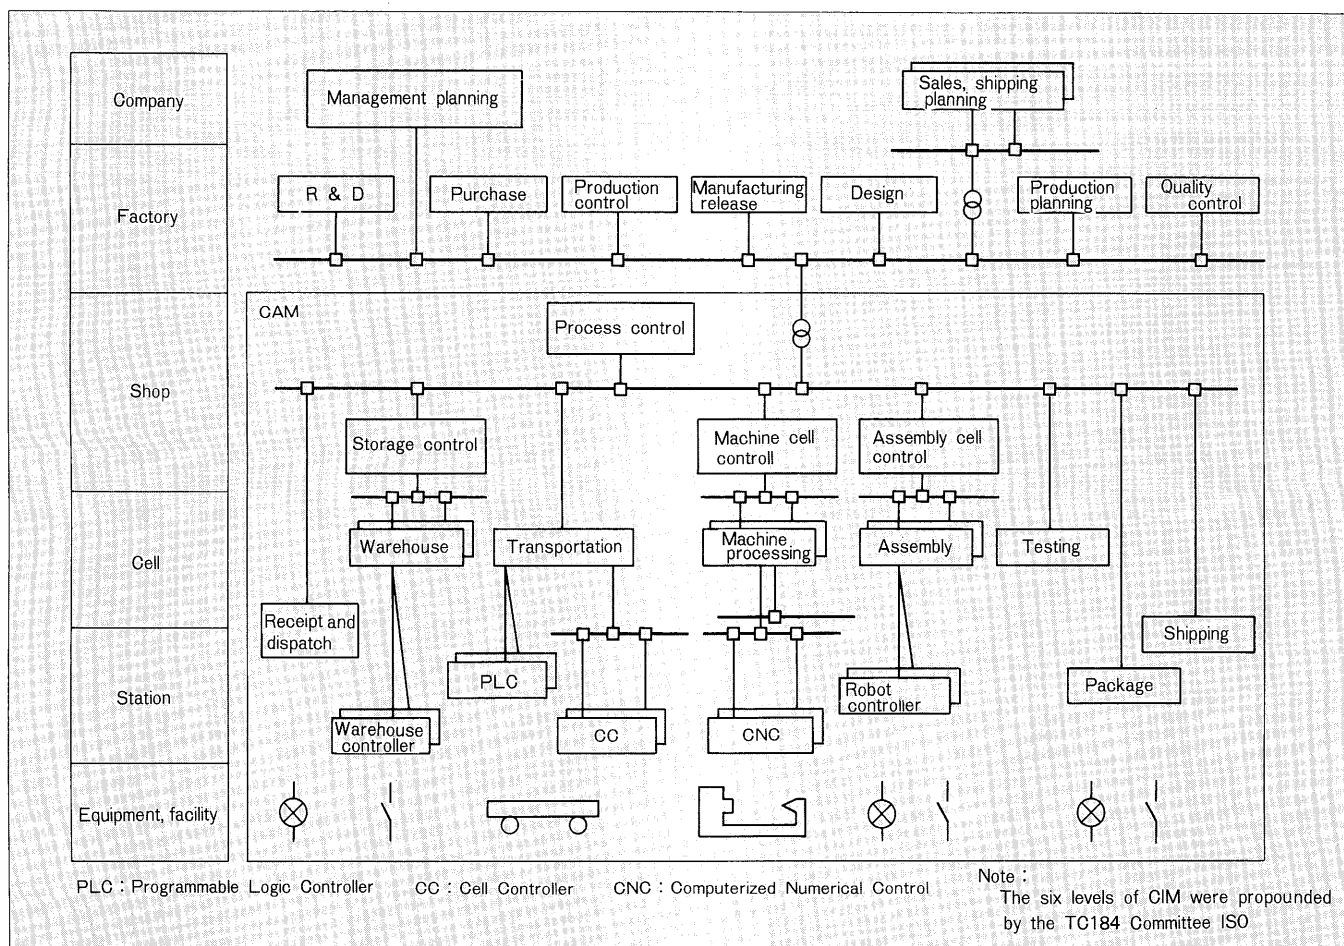 Company
Management planning
Sales, shipping
planning
Factory
R & D
Purchase
Production
control
Manufacturing
release
Design
Production
planning
Quality
control
CAM
Process control
Shop
Storage control
Machine cell
controll
Assembly cell
control
Cell
Warehouse
Transportation
Machine
processing
Assembly
Testing
Receipt and
dispatch
Shipping
Station
PLC
Robot
controller
Package
Warehouse
controller
CC
CNC
Equipment, facility
PLC : Programmable Logic Controller CC : Cell Controller CNC : Computerized Numerical Control
Note :
The six levels of CIM were propounded
by the TC184 Committee ISO